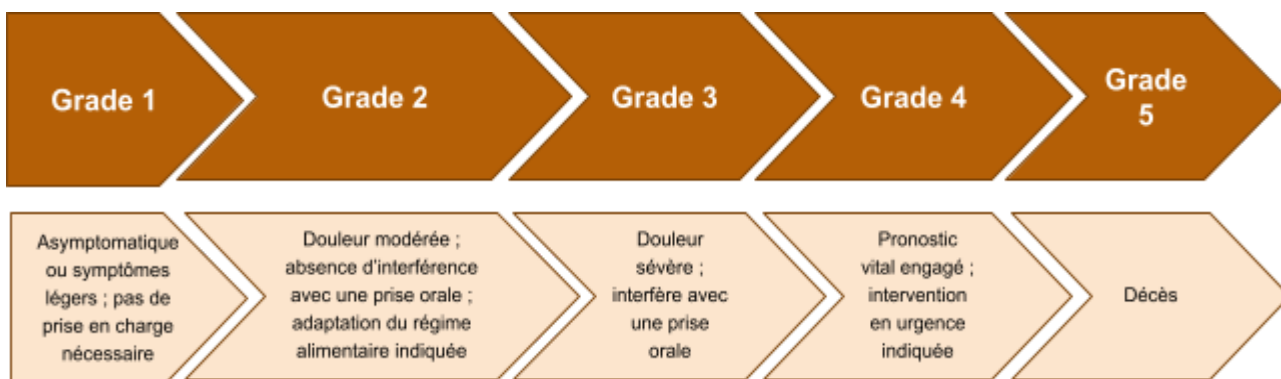 Grade 1
Grade 2
Grade 3
Grade 4
Grade
5
Asymptomatique
ou symptômes
légers ; pas de
prise en charge
nécessaire
Douleur modérée ;
absence d’interférence
avec une prise orale ;
adaptation du régime
alimentaire indiquée
Douleur
sévère ;
interfère avec
une prise
orale
Pronostic
vital engagé ;
intervention
en urgence
indiquée
Décès